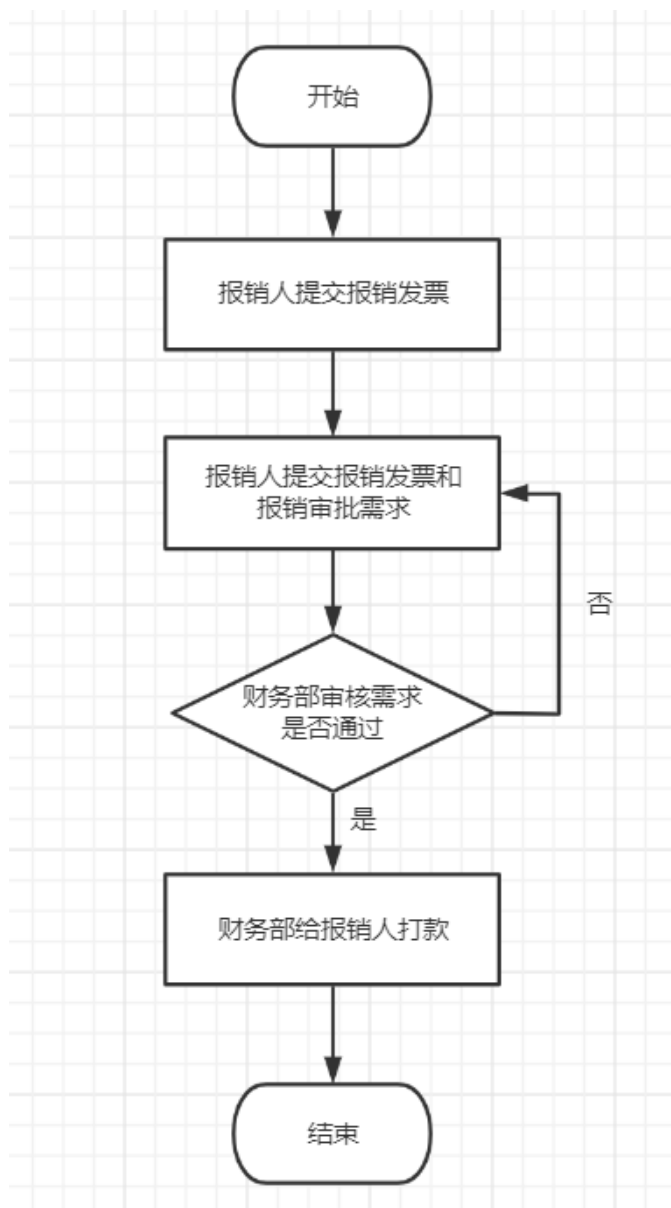 开始
报销人提交报销发票
报销人提交报销发票和
报销审批需求
否
财务部审核需求
是否通过
是
财务部给报销人打款
结束